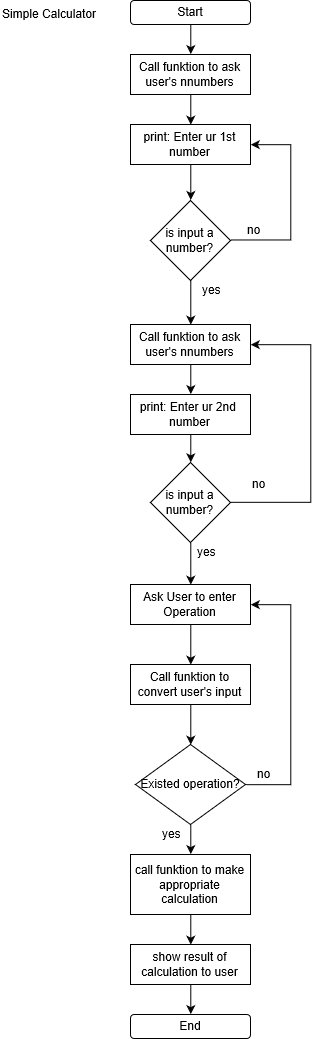 Simple Calculator
Start
Call funktion to ask
user's nnumbers
print: Enter ur 1st
number
is input a
number?
no
yes
Call funktion to ask
user's nnumbers
print: Enter ur 2nd
number
is input a
number?
no
yes
Ask User to enter
Operation
Call funktion to
convert user's input
Existed operation?
no
yes
call funktion to make
appropriate
calculation
show result of
calculation to user
End